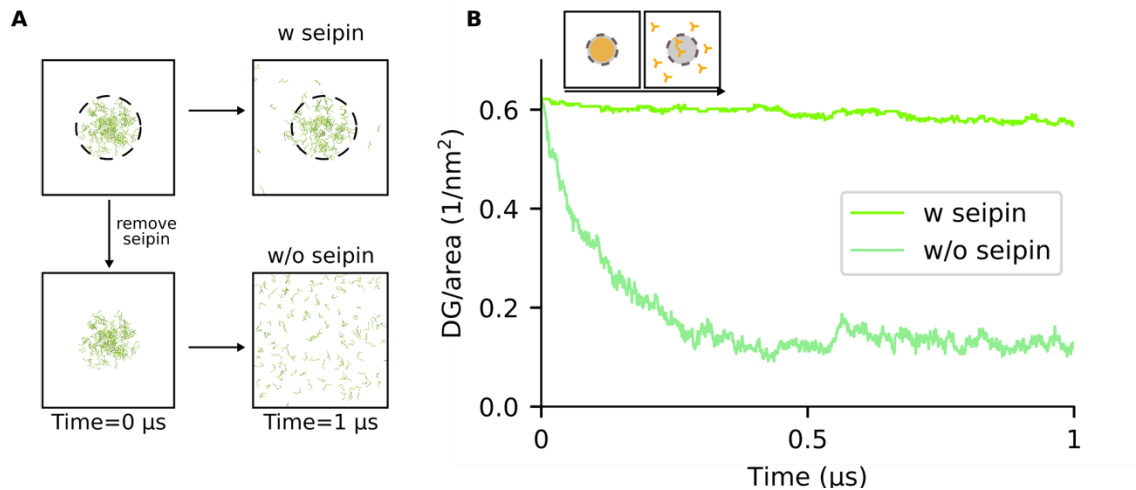 A
w seipin
remove
seipin
w/o seipin
Time=0 µs
Time=1 µs
B
DG/area (1/nm²)
0.6
0.4
0.2
0.0
w seipin
w/o seipin
0
0.5
1
Time (µs)